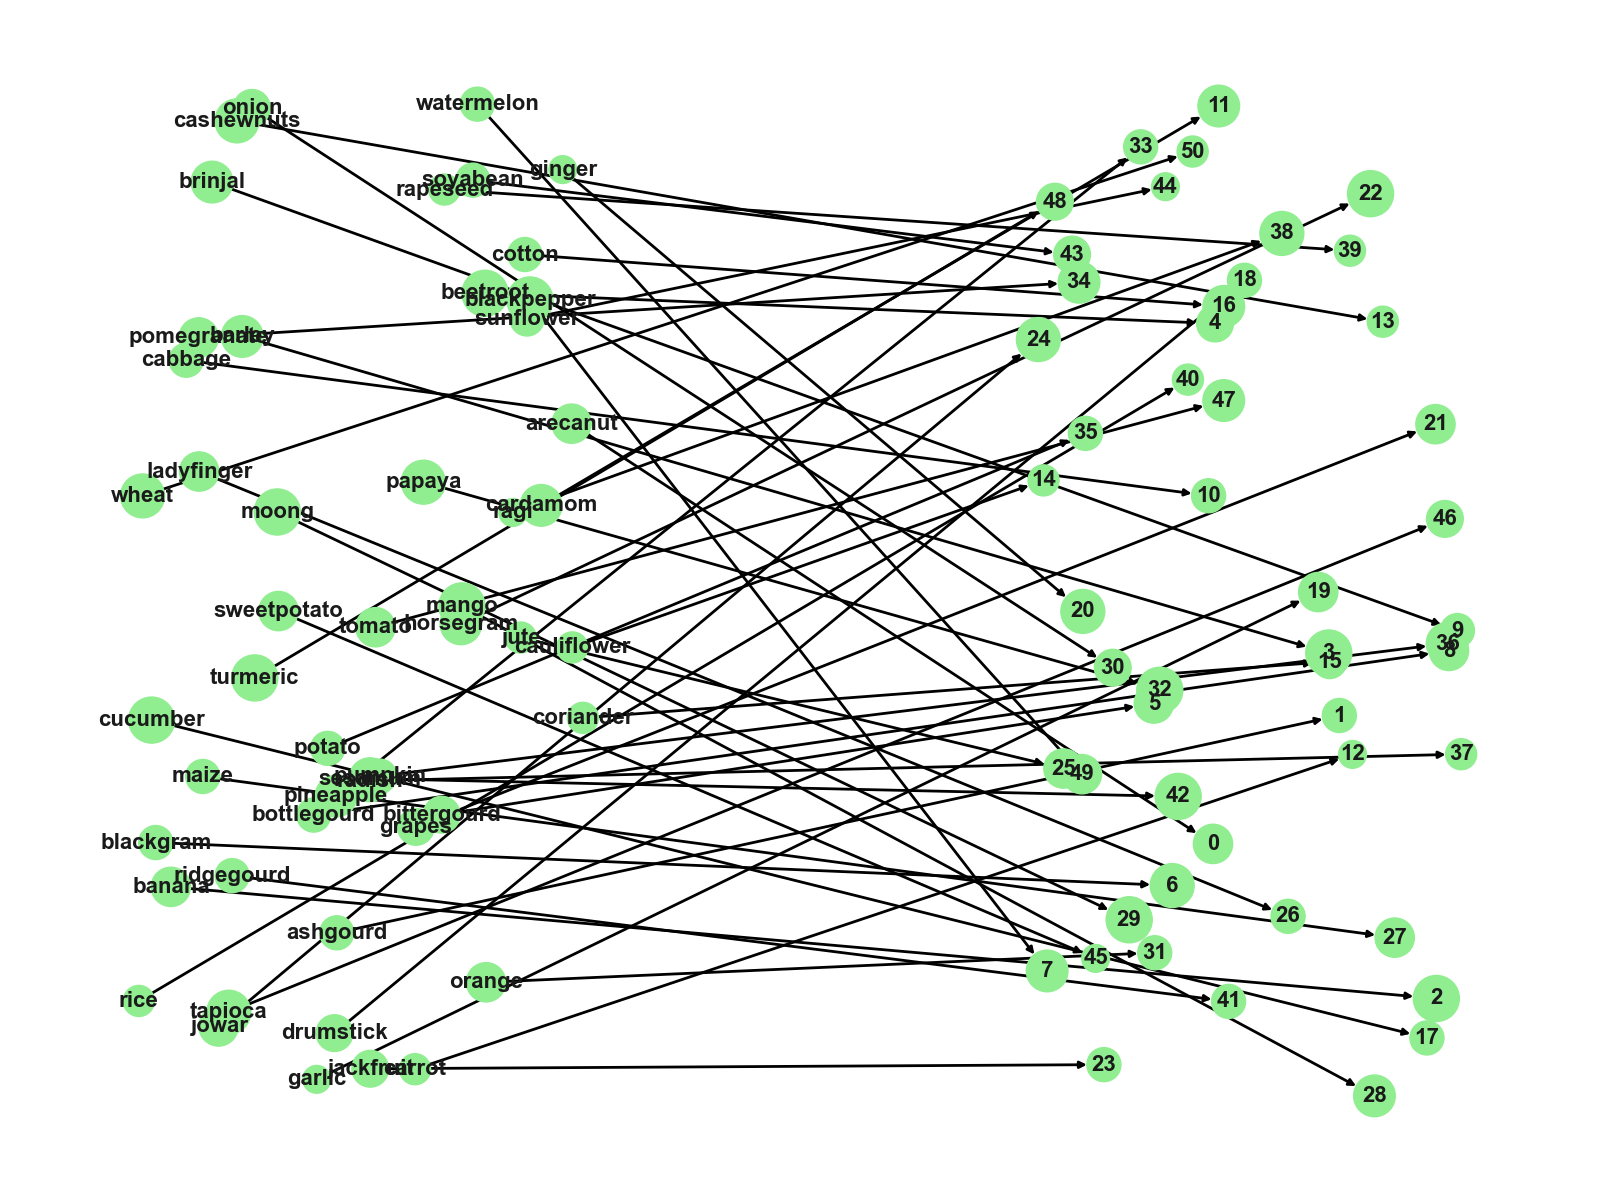 onion
cashewnuts
watermelon
11
33
50
brinjal
ginger
soyabean
rapeseed
44
22
48
38
39
cotton
43
34
18
beetroot
blackpepper
sunflower
16
4
13
pomegranate
barley
cabbage
24
40
47
arecanut
35
21
ladyfinger
wheat
papaya
14
10
moong
cardamom
ragi
46
sweetpotato
mango
tomato
horsegram
jute
cauliflower
20
19
9
36
8
3
15
turmeric
30
32
5
cucumber
coriander
1
potato
12
37
maize
pumpkin
radish
25
49
pineapple
42
bottlegourd
bittergourd
grapes
blackgram
0
banana
ridgegourd
6
29
26
ashgourd
27
45
31
7
orange
rice
tapioca
jowar
41
2
drumstick
17
garlic
jackfruit
23
28